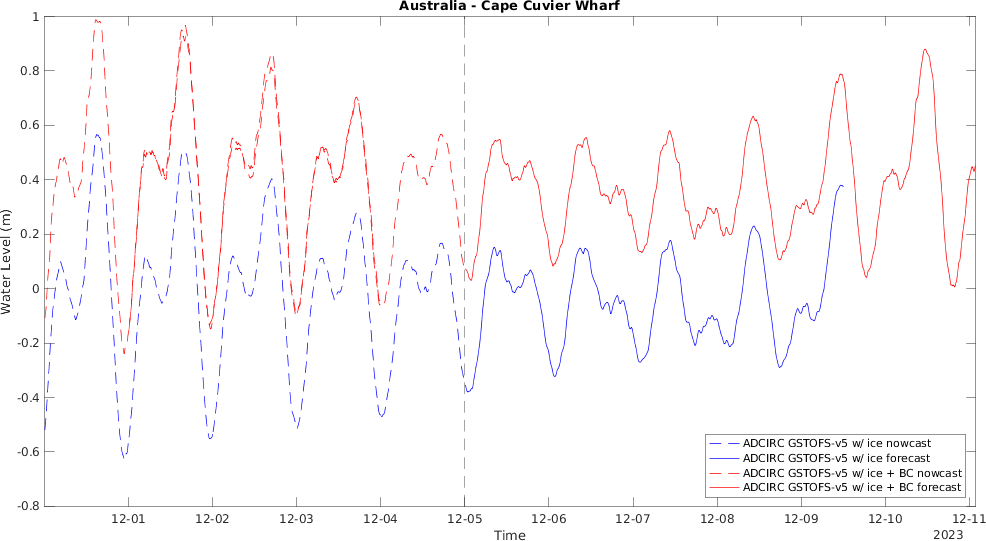 Australia - Cape Cuvier Wharf
1
0.8
0.6
0.4
0.2
0
-0.2
-0.4
-0.6
-0.8
Water Level (m)
12-01 12-02 12-03 12-04 12-05 12-06 12-07 12-08 12-09 12-10 12-11
Time
2023
ADCIRC GSTOFS-v5 w/ ice nowcast
ADCIRC GSTOFS-v5 w/ ice forecast
ADCIRC GSTOFS-v5 w/ ice + BC nowcast
ADCIRC GSTOFS-v5 w/ ice + BC forecast